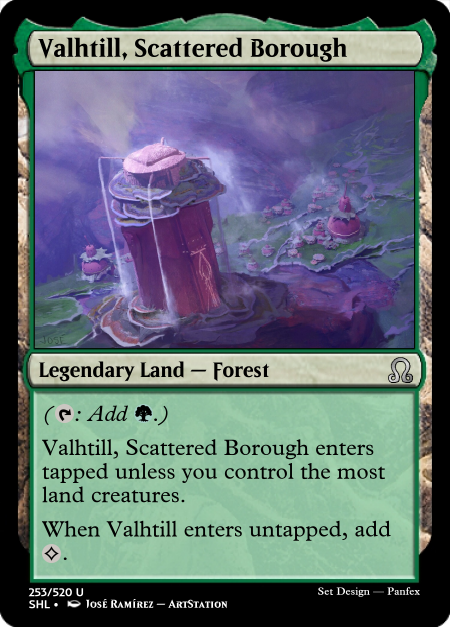 Valhtill, Scattered Borough
JOSE
Legendary Land — Forest
(: Add .)
Valhtill, Scattered Borough enters
tapped unless you control the most
land creatures.
When Valhtill enters untapped, add
.
253/520 U
Set Design — Panfex
SHL • José Ramírez — ArtStation